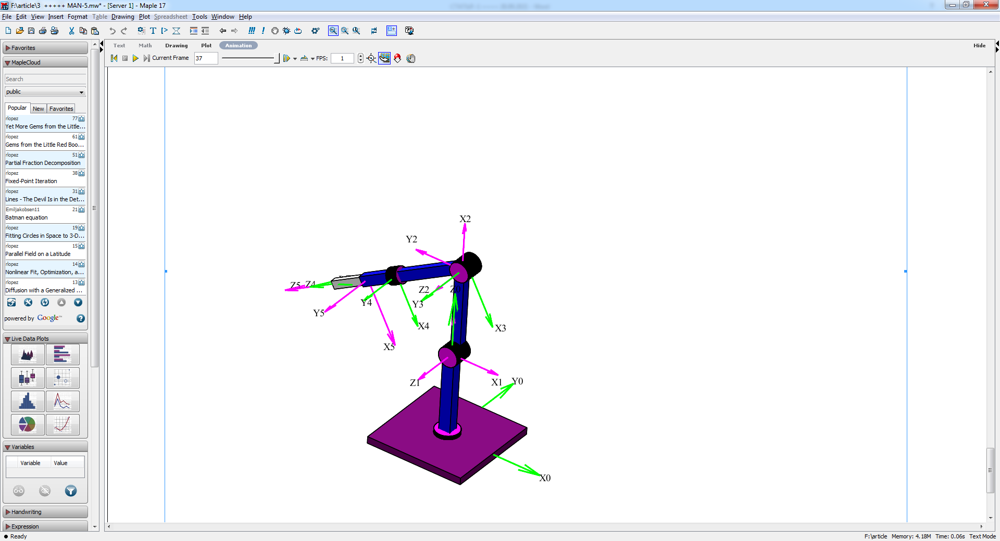 F:\article\3 +++++ MAN-5.mw* - [Server 1] - Maple 17
File Edit View Insert Format Table Drawing Plot Spreadsheet Tools Window Help
Text Math Drawing Plot Animation Hide
Current Frame 37 FPS: 1
Favorites
MapleCloud
Search
public
Popular New Favorites
rlopez 77
Yet More Gems from the Little...
rlopez 61
Gems from the Little Red Boo...
rlopez 51
Partial Fraction Decomposition
rlopez 38
Fixed-Point Iteration
rlopez 31
Lines - The Devil Is in the Det...
Emiljakobsen11 21
Batman equation
rlopez 19
Fitting Circles in Space to 3-D...
rlopez 15
Parallel Field on a Latitude
rlopez 14
Nonlinear Fit, Optimization, a...
rlopez 13
Diffusion with a Generalized ...
powered by Google™
Live Data Plots
Variables
Variable Value
Handwriting
Expression
X2
Y2
Z5 Z4
Z2 Z0
Y4 Y3
Y5
X4 X3
X5
Z1 X1 Y0
X0
Ready F:\article Memory: 4.18M Time: 0.06s Text Mode